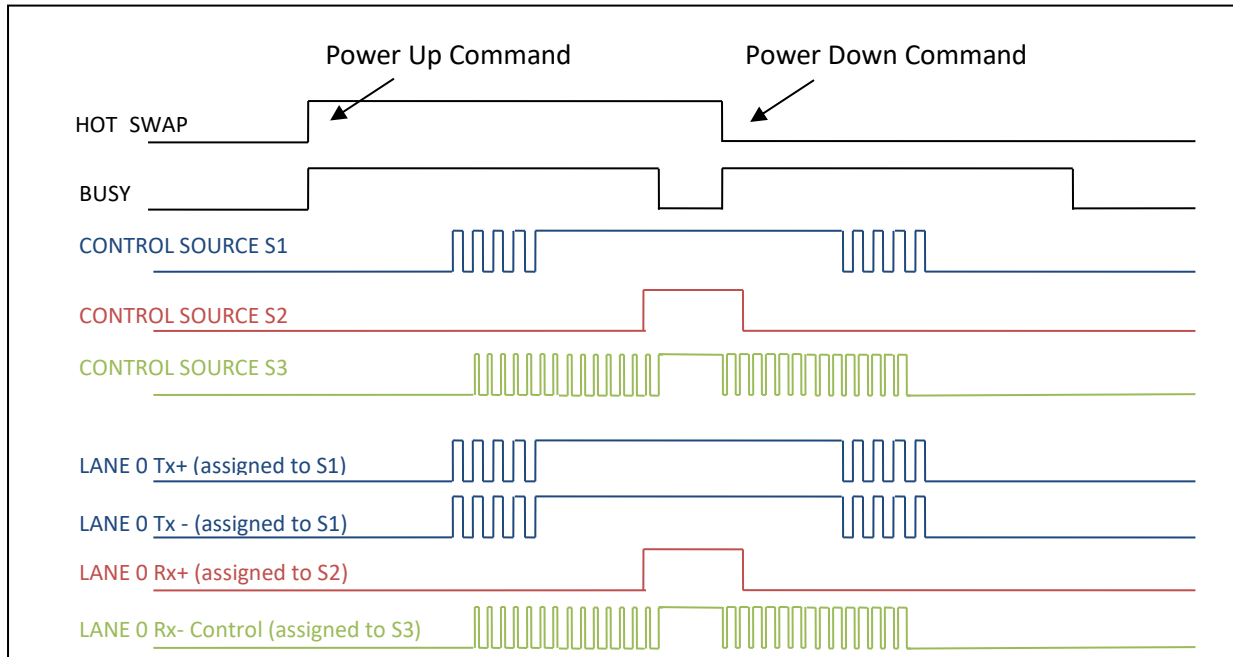 Power Up Command
Power Down Command
HOT SWAP
BUSY
CONTROL SOURCE S1
CONTROL SOURCE S2
CONTROL SOURCE S3
LANE 0 Tx+ (assigned to S1)
LANE 0 Tx - (assigned to S1)
LANE 0 Rx+ (assigned to S2)
LANE 0 Rx- Control (assigned to S3)